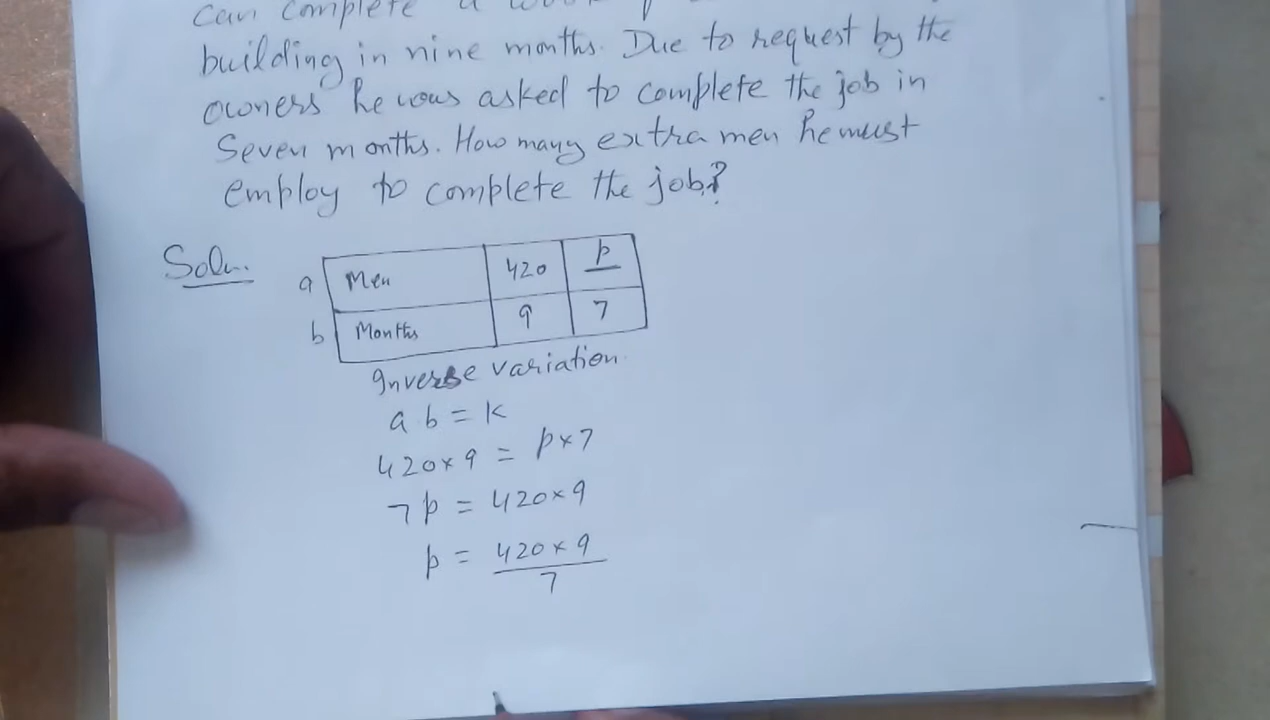 can complete a
building in nine months. Due to request by the
owners he was asked to complete the job in
Seven months. How many extra men he must
employ to complete the job?
Soln.
a Men 420 p
b Months 9 7
Inverse variation
a b = K
420×9 = p×7
7p = 420×9
p = 420×9
7